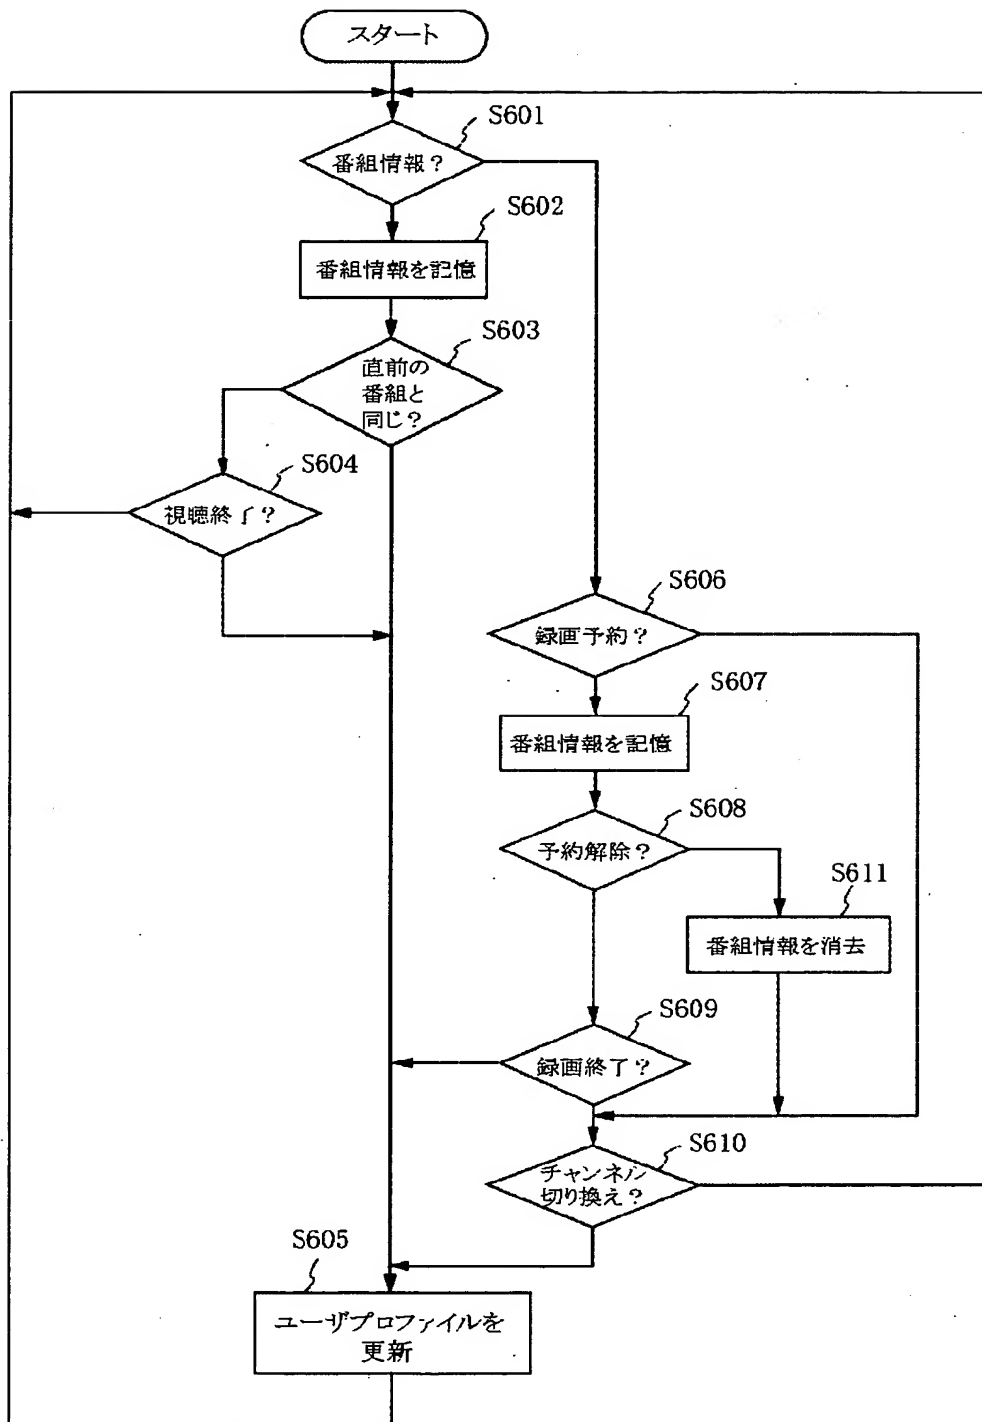 スタート
S601
番組情報？
S602
番組情報を記憶
S603
直前の
番組と
同じ？
S604
視聴終了？
S606
録画予約？
S607
番組情報を記憶
S608
予約解除？
S611
番組情報を消去
S609
録画終了？
S610
チャンネル
切り換え？
S605
ユーザプロファイルを
更新